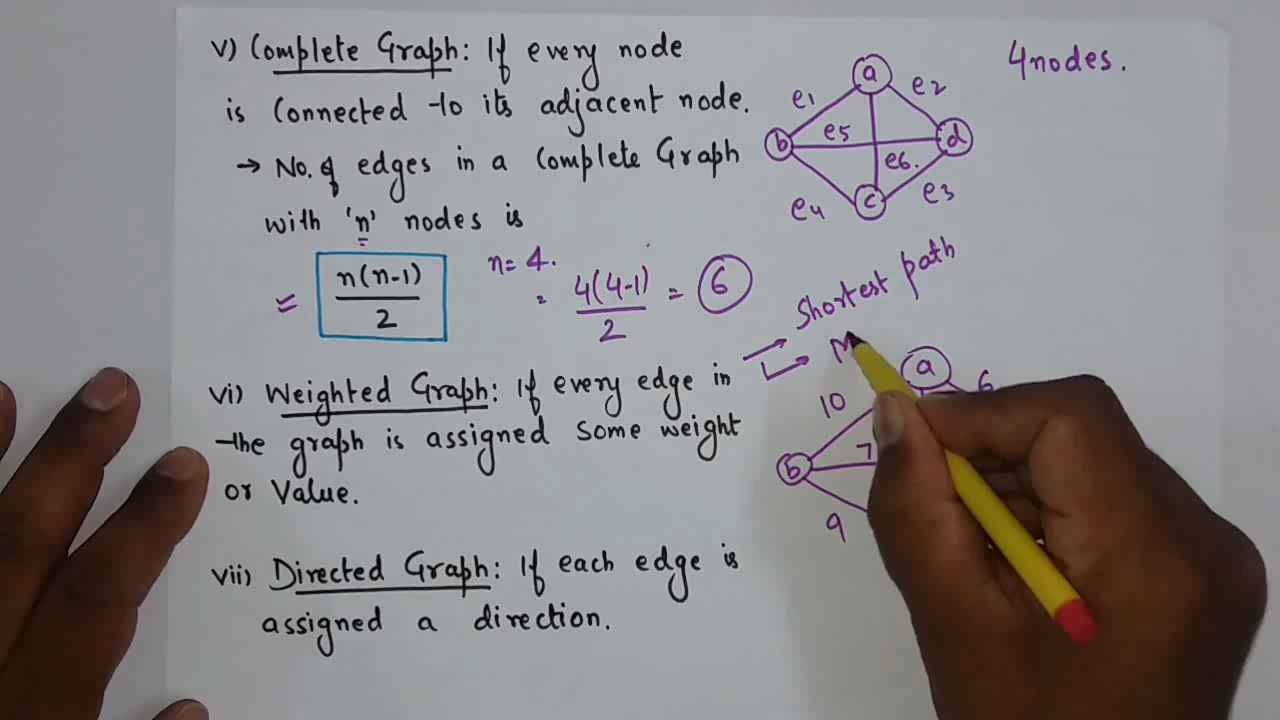 v) Complete Graph: If every node
is connected to its adjacent node.
→ No. of edges in a complete Graph
with 'n' nodes is
≈ n(n-1)
2
n= 4.
= 4(4-1) = 6
2
4nodes.
a
e1 e2
b e5 d
e6.
e4 c e3
vi) Weighted Graph: If every edge in
the graph is assigned some weight
or Value.
Shortest path
M
a
10 6
b 7
9
vii) Directed Graph: If each edge is
assigned a direction.